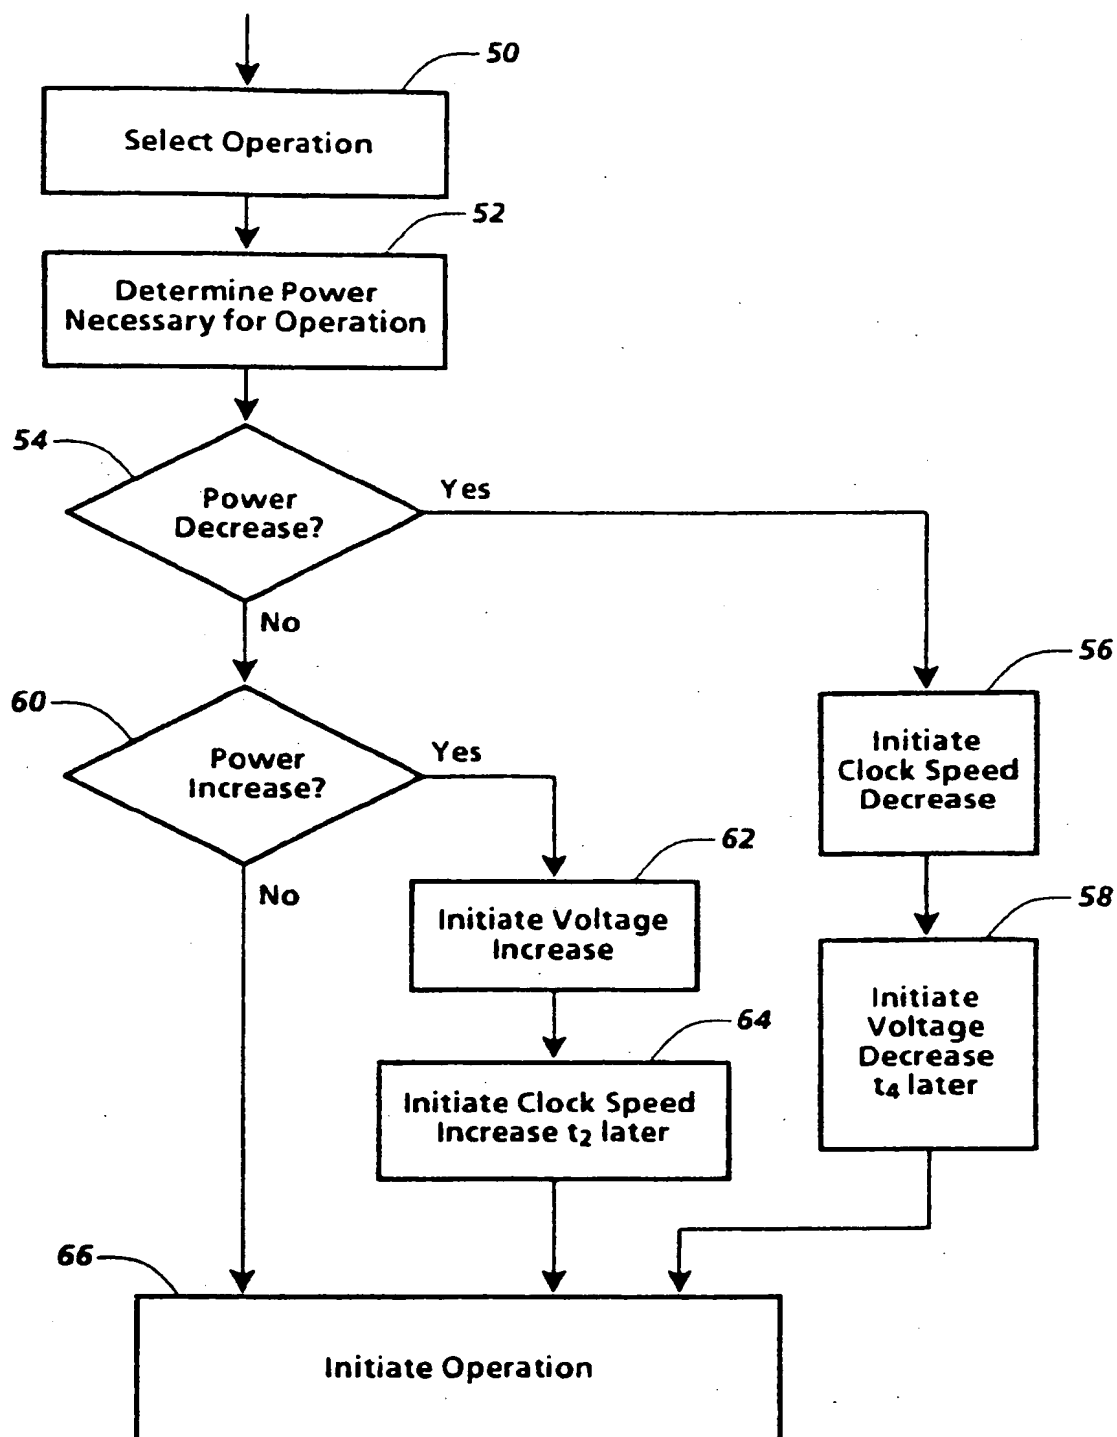 50
Select Operation
52
Determine Power
Necessary for Operation
54
Power
Decrease?
Yes
No
56
Initiate
Clock Speed
Decrease
60
Power
Increase?
Yes
No
62
Initiate Voltage
Increase
58
Initiate
Voltage
Decrease
t₄ later
64
Initiate Clock Speed
Increase t₂ later
66
Initiate Operation